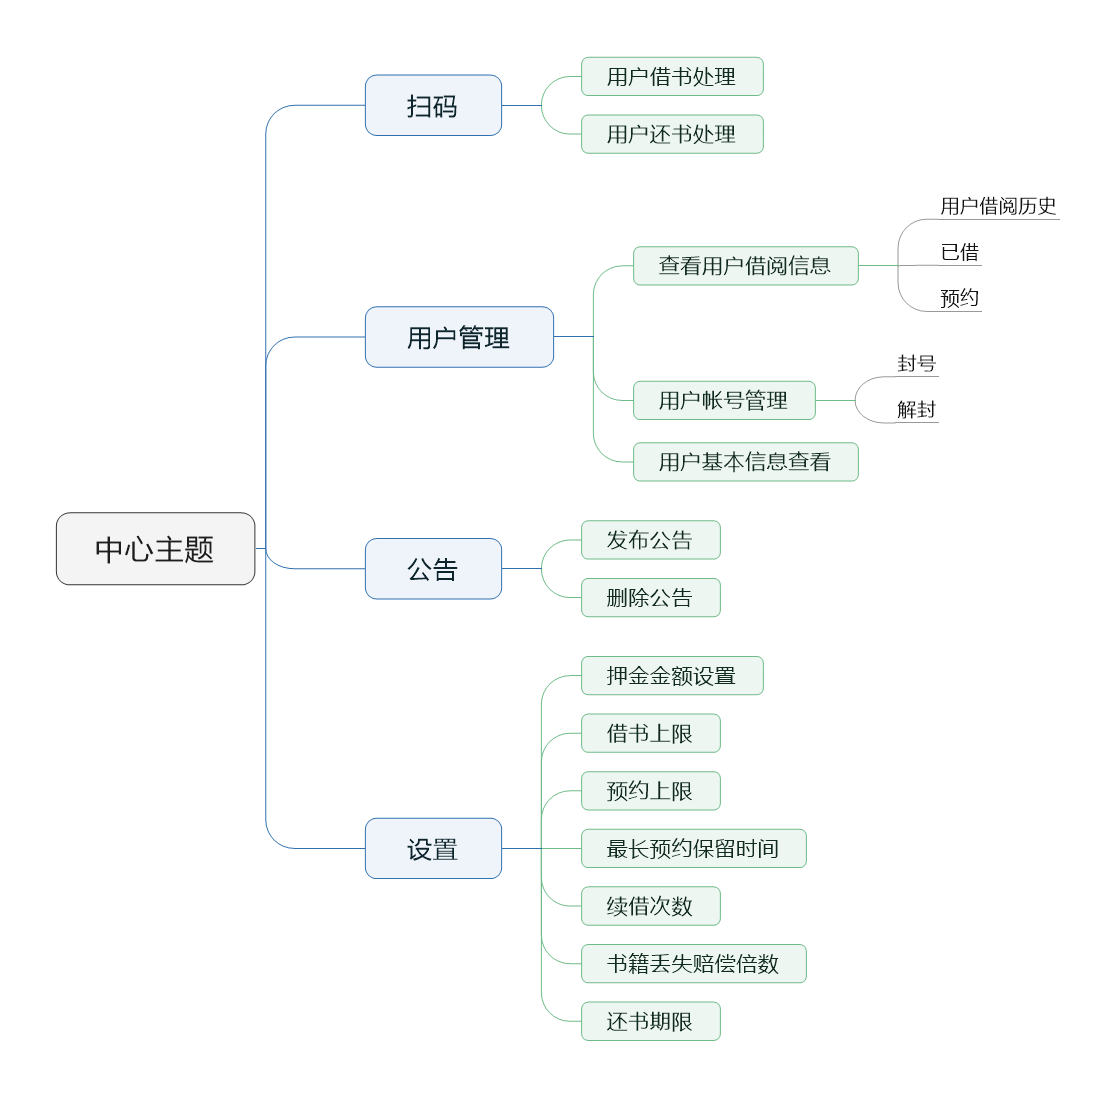 中心主题
扫码
用户借书处理
用户还书处理
用户管理
查看用户借阅信息
用户借阅历史
已借
预约
用户帐号管理
封号
解封
用户基本信息查看
公告
发布公告
删除公告
设置
押金金额设置
借书上限
预约上限
最长预约保留时间
续借次数
书籍丢失赔偿倍数
还书期限